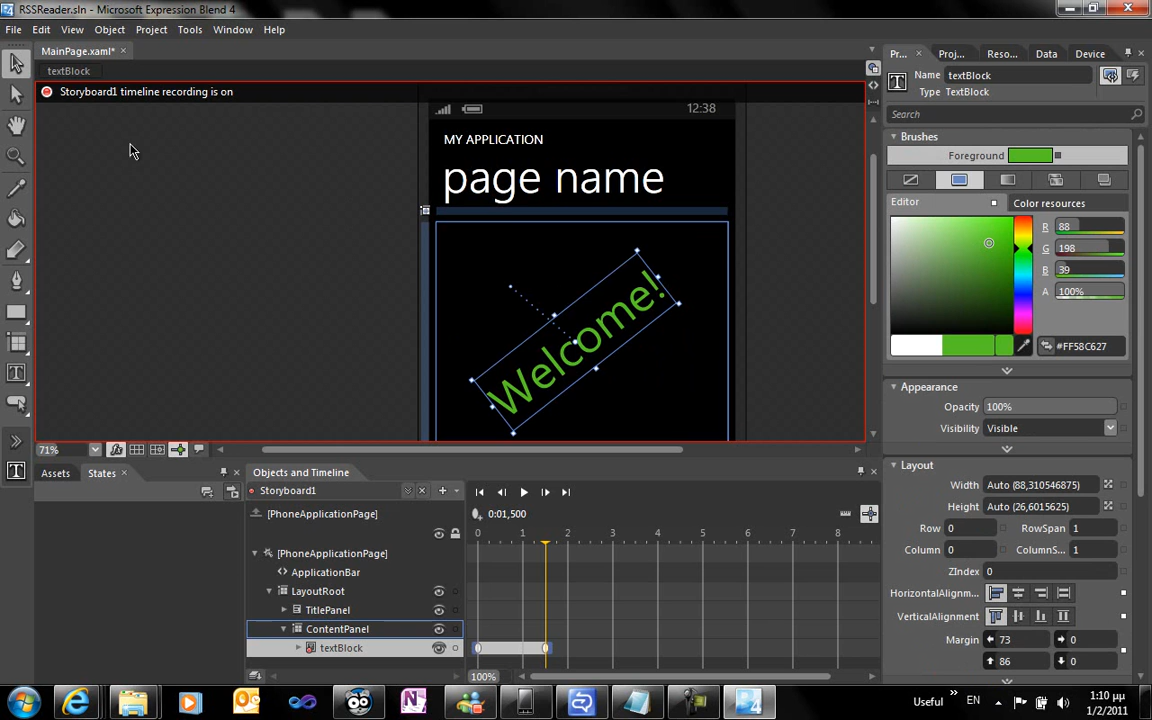 RSSReader.sln - Microsoft Expression Blend 4
File Edit View Object Project Tools Window Help
MainPage.xaml* ×
textBlock
Storyboard1 timeline recording is on
12:38
MY APPLICATION
page name
Welcome!
71%
Pr... × Proj... Reso... Data Device
Name textBlock
Type TextBlock
Search
Brushes
Foreground
Editor Color resources
R 88
G 198
B 39
A 100%
#FF58C627
Appearance
Opacity 100%
Visibility Visible
Layout
Width Auto (88,310546875)
Height Auto (26,6015625)
Row 0 RowSpan 1
Column 0 ColumnS... 1
ZIndex 0
HorizontalAlignm...
VerticalAlignment
Margin 73 0
86 0
Assets States ×
Objects and Timeline
Storyboard1
[PhoneApplicationPage]
0:01,500
0 1 2 3 4 5 6 7 8
[PhoneApplicationPage]
ApplicationBar
LayoutRoot
TitlePanel
ContentPanel
textBlock
100%
Useful » EN
1:10 μμ
1/2/2011